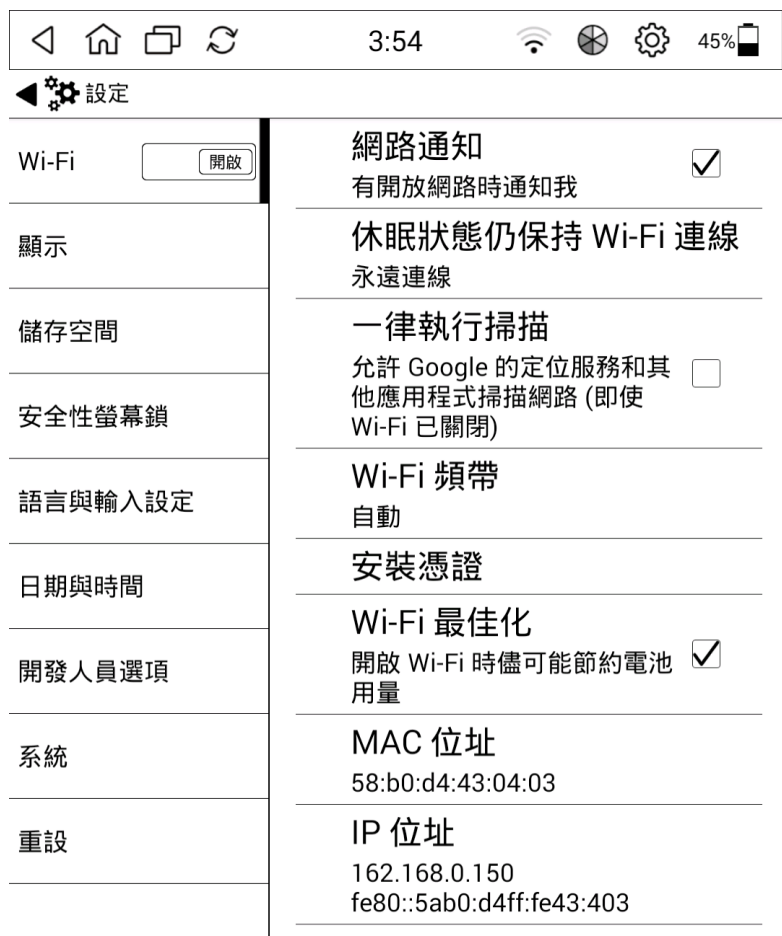 3:54
45%
設定
Wi-Fi
開啟
顯示
儲存空間
安全性螢幕鎖
語言與輸入設定
日期與時間
開發人員選項
系統
重設
網路通知
有開放網路時通知我
休眠狀態仍保持 Wi-Fi 連線
永遠連線
一律執行掃描
允許 Google 的定位服務和其
他應用程式掃描網路 (即使
Wi-Fi 已關閉)
Wi-Fi 頻帶
自動
安裝憑證
Wi-Fi 最佳化
開啟 Wi-Fi 時儘可能節約電池
用量
MAC 位址
58:b0:d4:43:04:03
IP 位址
162.168.0.150
fe80::5ab0:d4ff:fe43:403